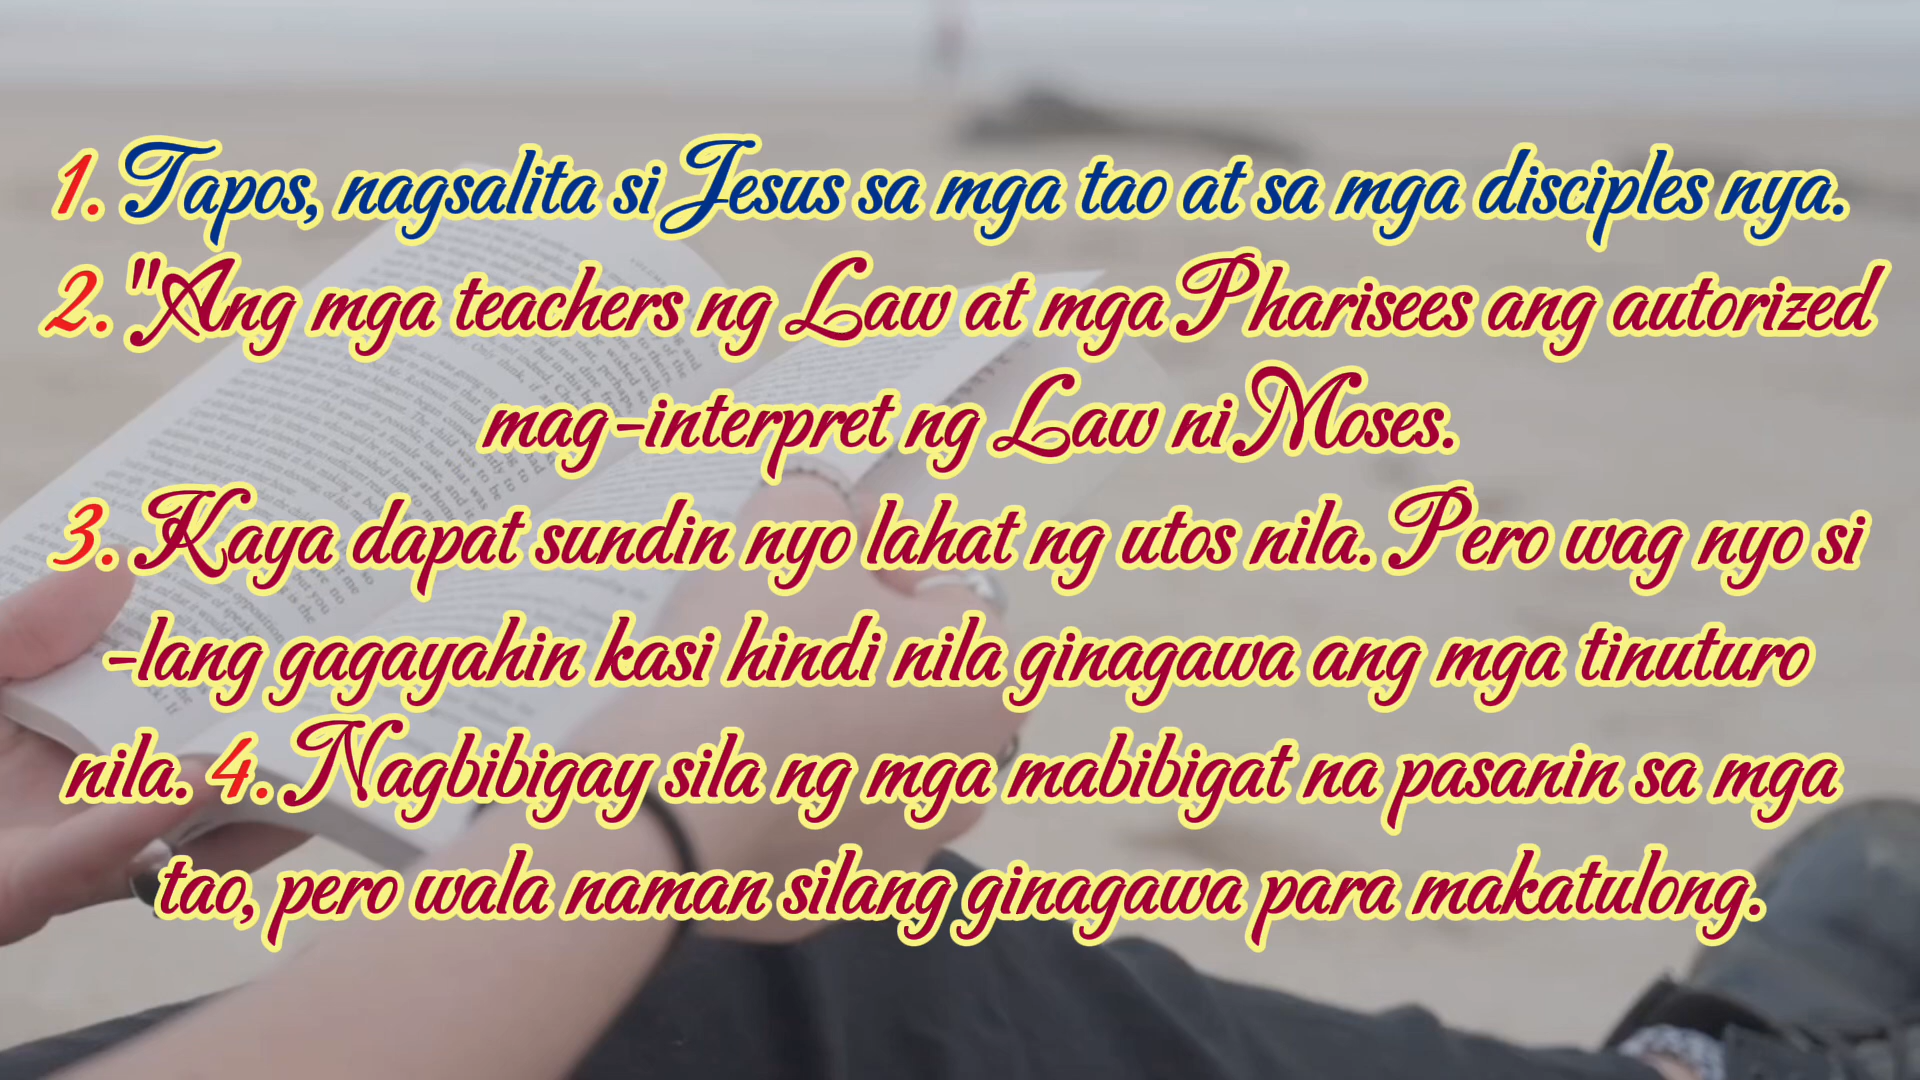 1. Tapos, nagsalita si Jesus sa mga tao at sa mga disciples nya.
2. "Ang mga teachers ng Law at mga Pharisees ang autorized
mag-interpret ng Law ni Moses.
3. Kaya dapat sundin nyo lahat ng utos nila. Pero wag nyo si
-lang gagayahin kasi hindi nila ginagawa ang mga tinuturo
nila. 4. Nagbibigay sila ng mga mabibigat na pasanin sa mga
tao, pero wala naman silang ginagawa para makatulong.